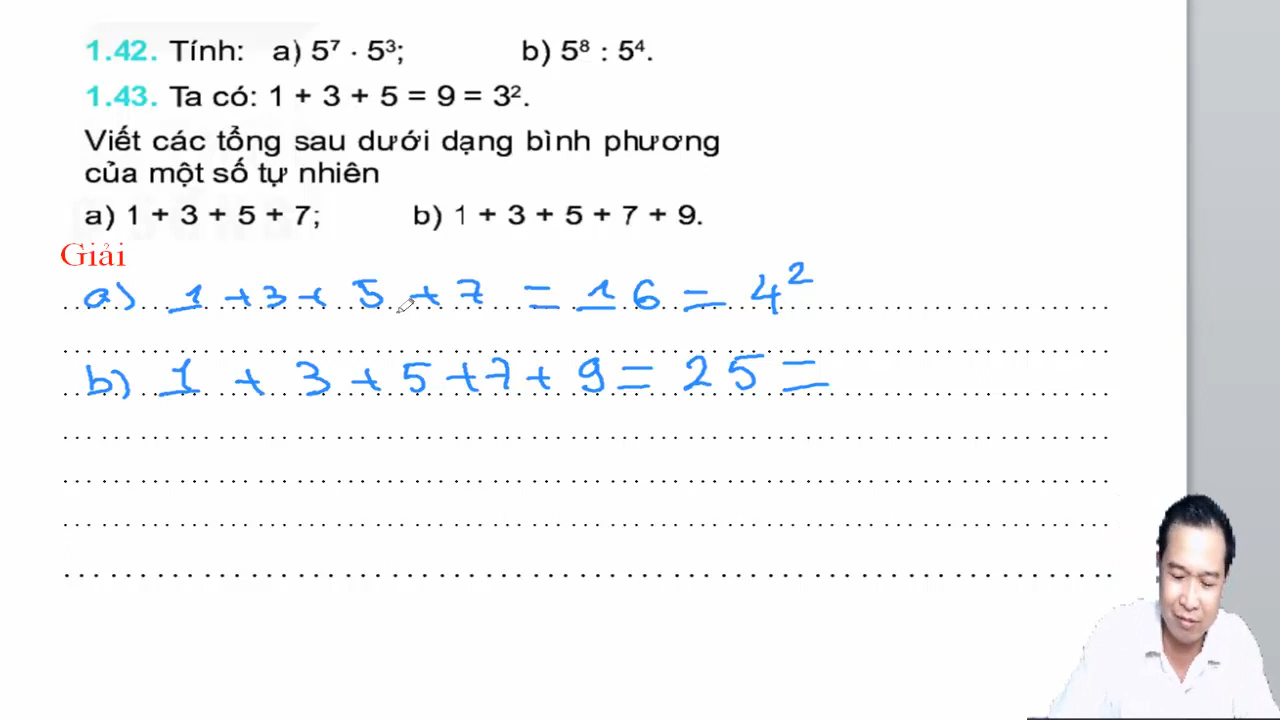 1.42. Tính: a) 5⁷ · 5³; b) 5⁸ : 5⁴.
1.43. Ta có: 1 + 3 + 5 = 9 = 3².
Viết các tổng sau dưới dạng bình phương
của một số tự nhiên
a) 1 + 3 + 5 + 7; b) 1 + 3 + 5 + 7 + 9.
Giải
a) 1 + 3 + 5 + 7 = 16 = 4²
b) 1 + 3 + 5 + 7 + 9 = 25 =